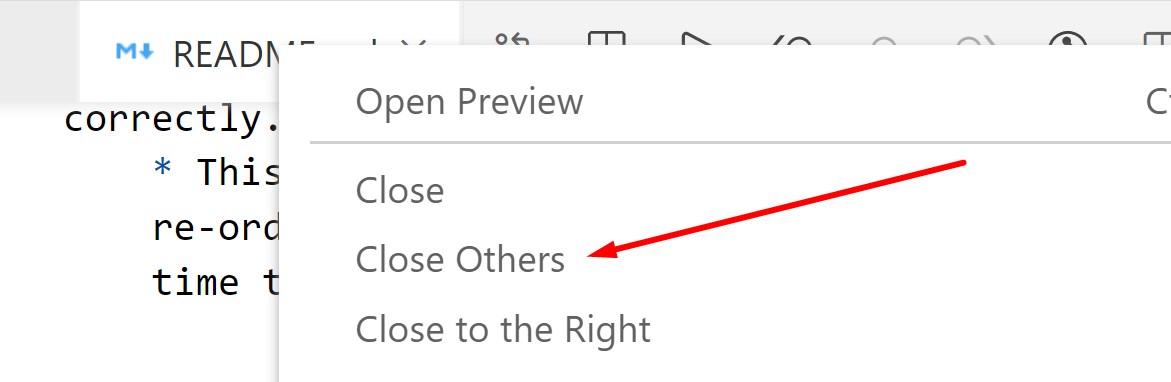 README
Open Preview
correctly.
* This
Close
re-ord
Close Others
time t
Close to the Right